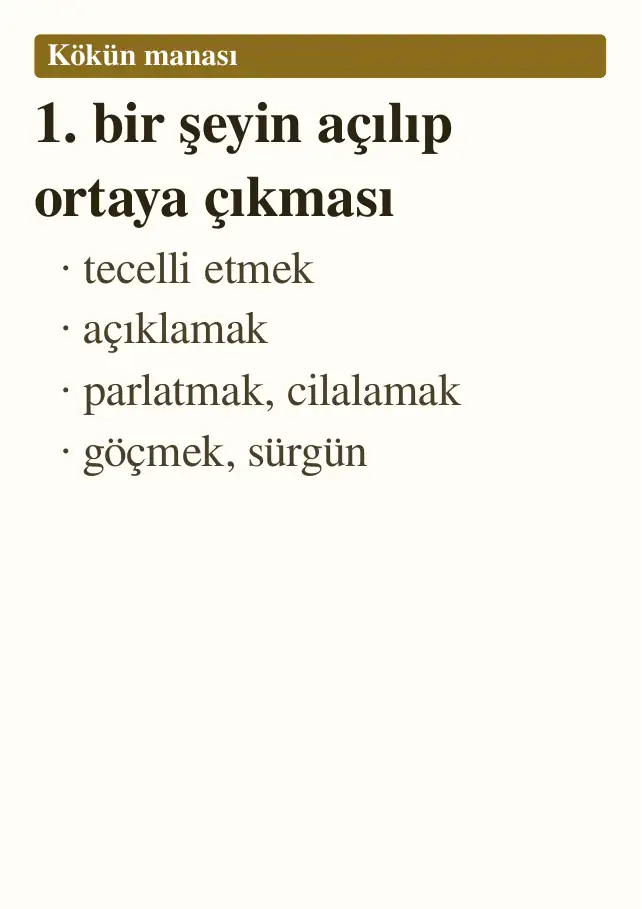 Kökün manası
1. bir şeyin açılıp
ortaya çıkması
· tecelli etmek
· açıklamak
· parlatmak, cilalamak
· göçmek, sürgün